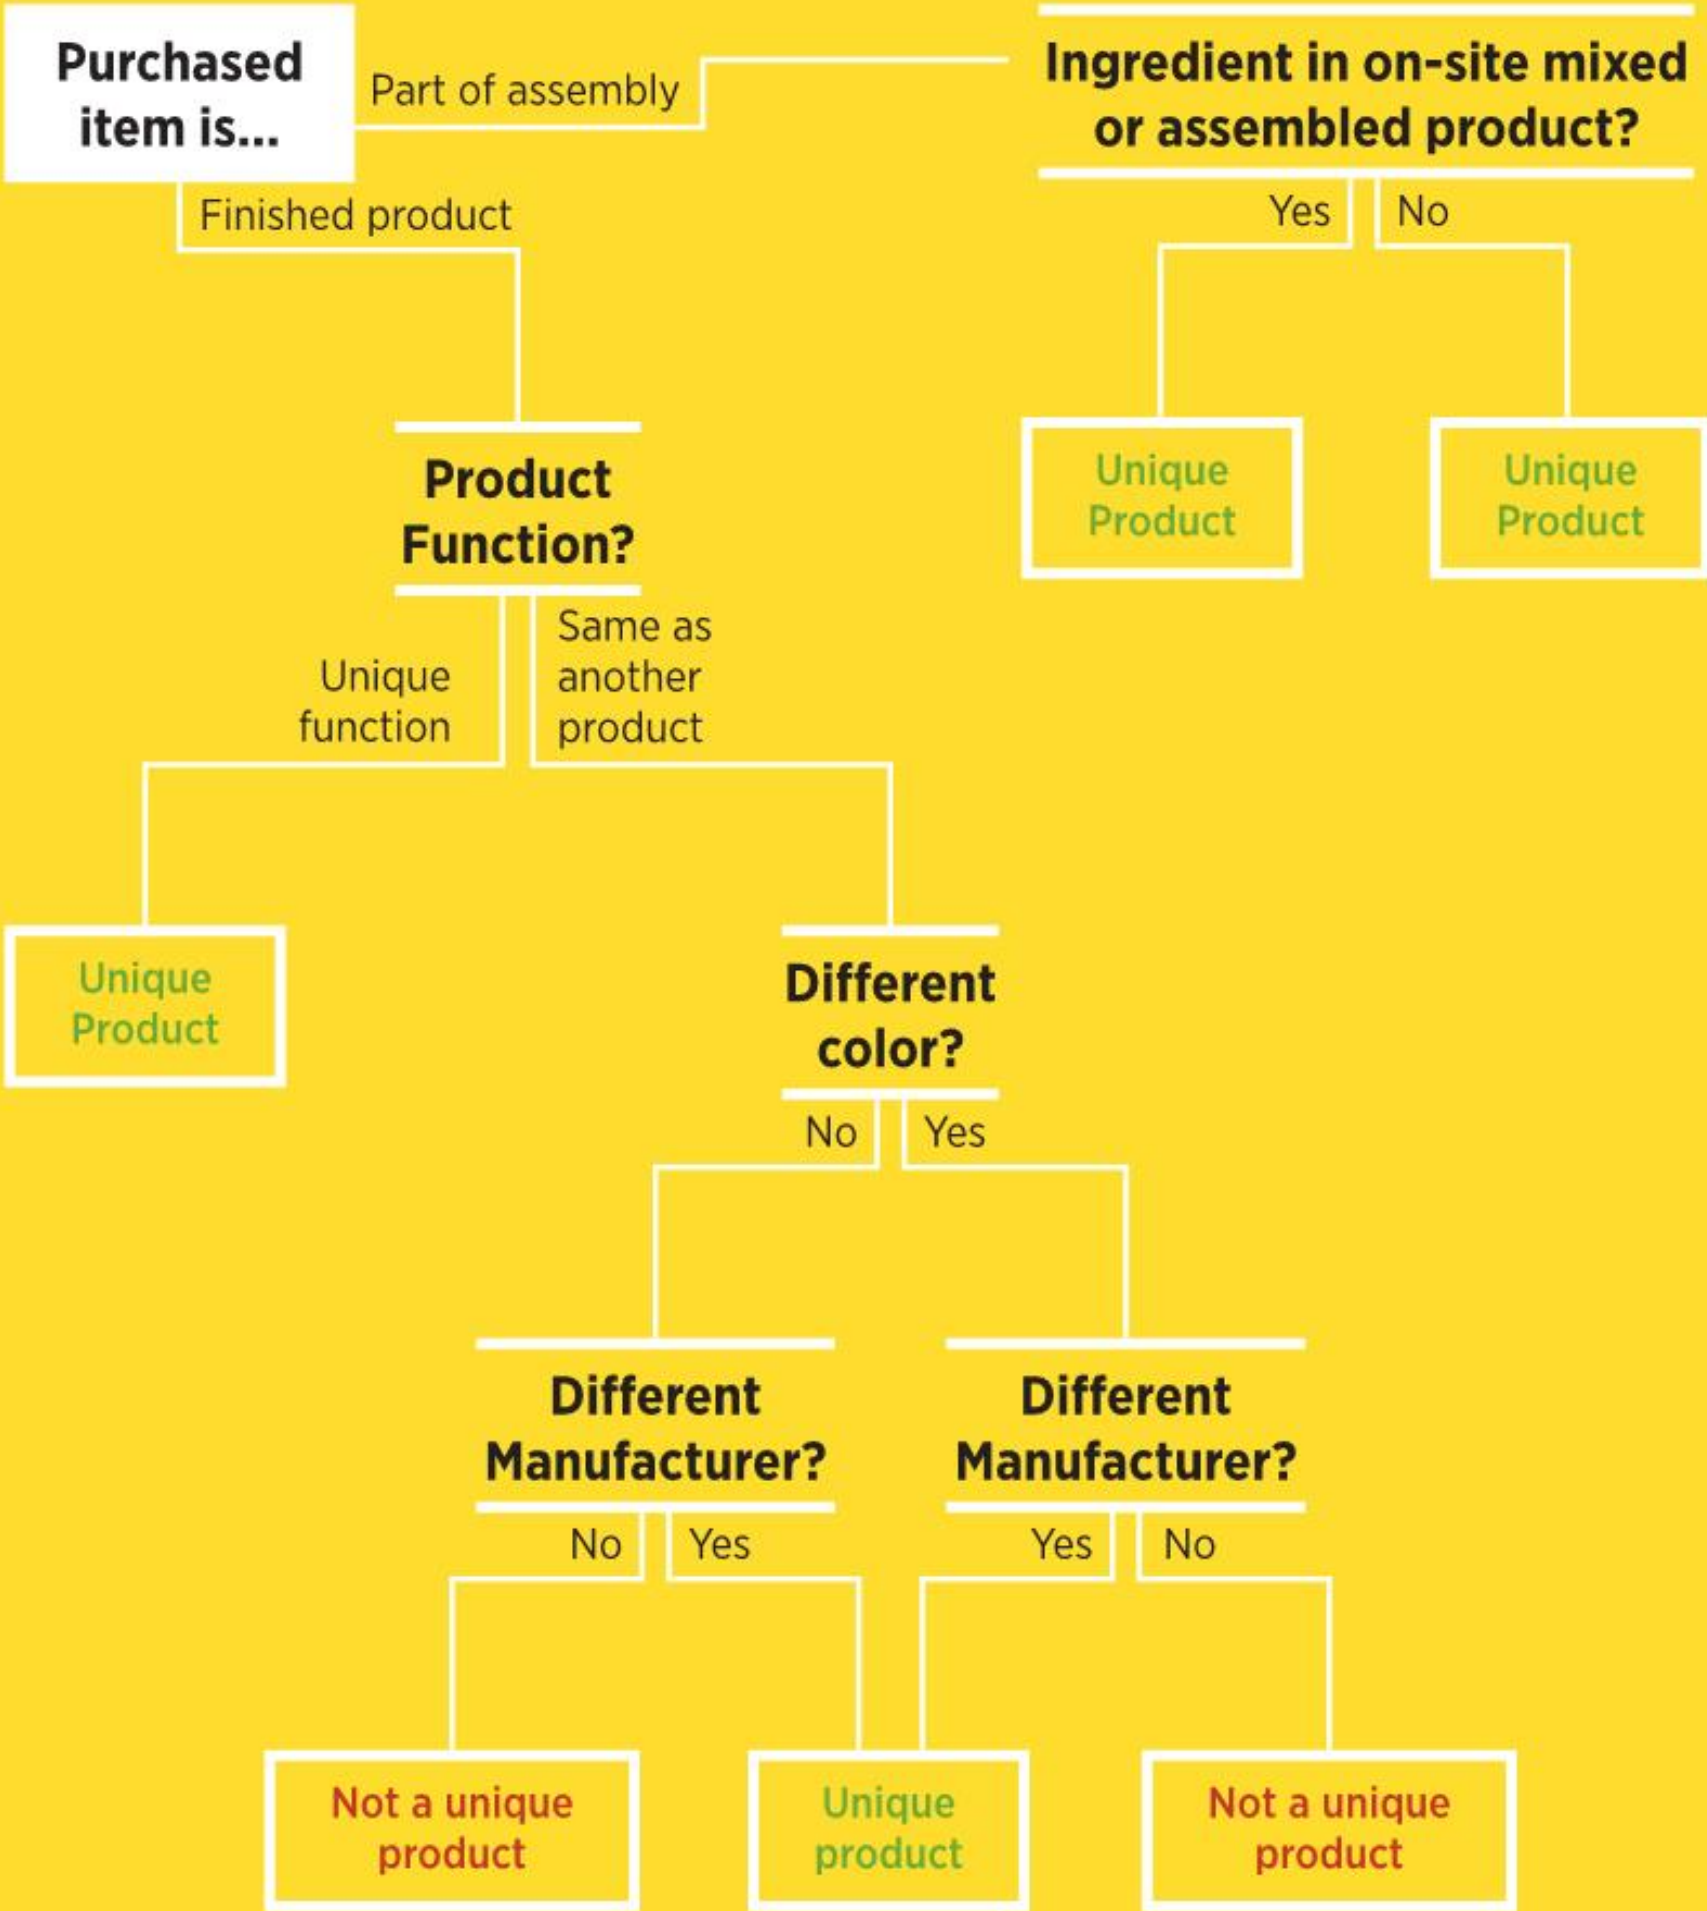 Purchased
item is...
Part of assembly
Ingredient in on-site mixed
or assembled product?
Finished product
Yes
No
Unique
Product
Unique
Product
Product
Function?
Unique
function
Same as
another
product
Unique
Product
Different
color?
No
Yes
Different
Manufacturer?
Different
Manufacturer?
No
Yes
Yes
No
Not a unique
product
Unique
product
Not a unique
product